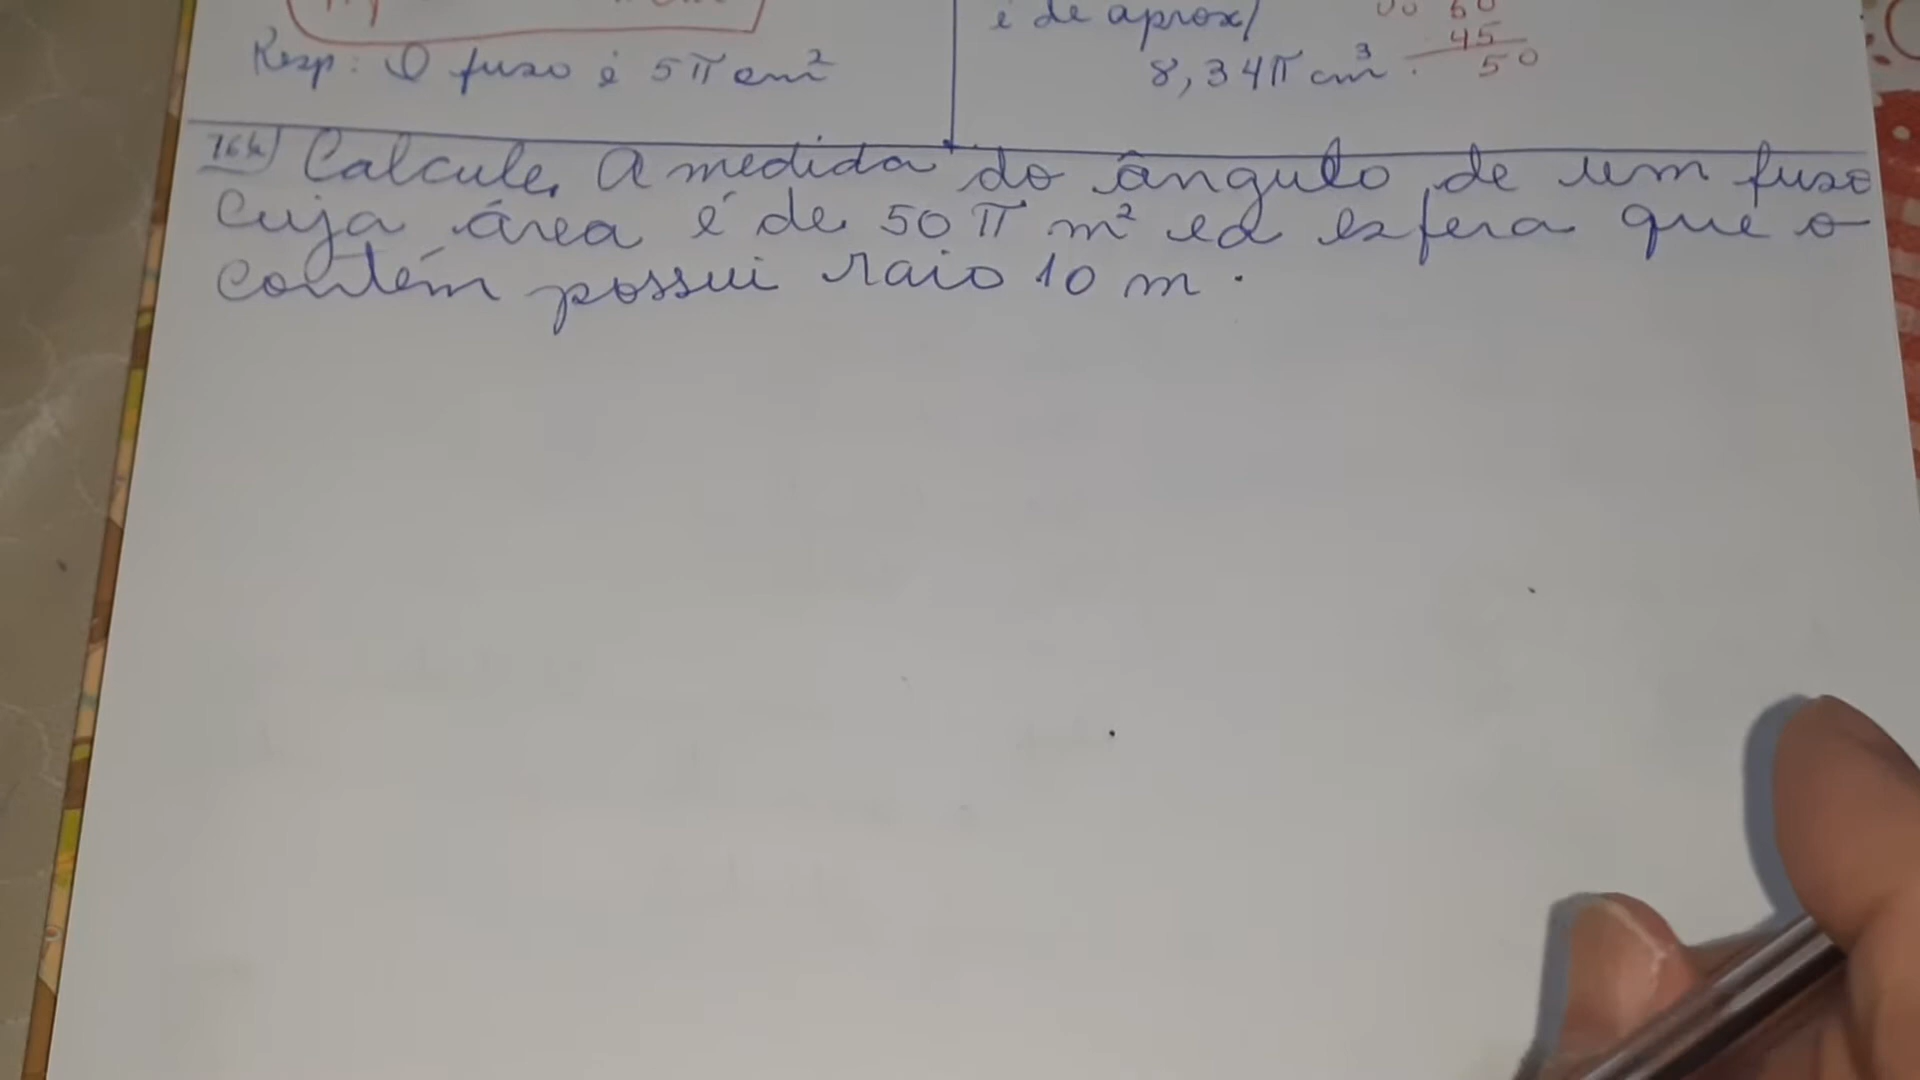 Resp: O fuso é 5π cm²
é de aprox/
8,34π cm³.
60
45
50
Calcule. A medida do ângulo de um fuso
cuja área é de 50π m² e a esfera que o
contém possui raio 10 m.